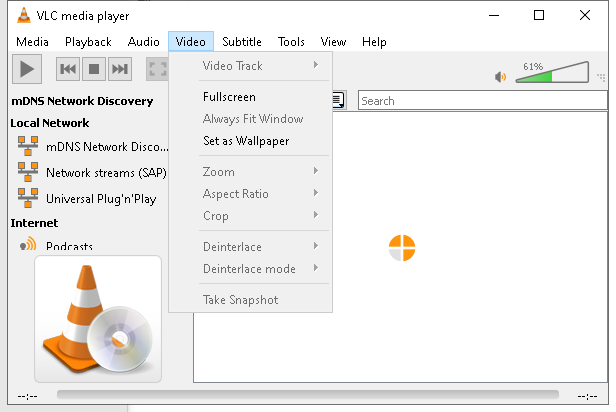 VLC media player
Media Playback Audio Video Subtitle Tools View Help
61%
Video Track
Fullscreen
Always Fit Window
Set as Wallpaper
Zoom
Aspect Ratio
Crop
Deinterlace
Deinterlace mode
Take Snapshot
Search
mDNS Network Discovery
Local Network
mDNS Network Disco...
Network streams (SAP)
Universal Plug'n'Play
Internet
Podcasts
--:-- --:--